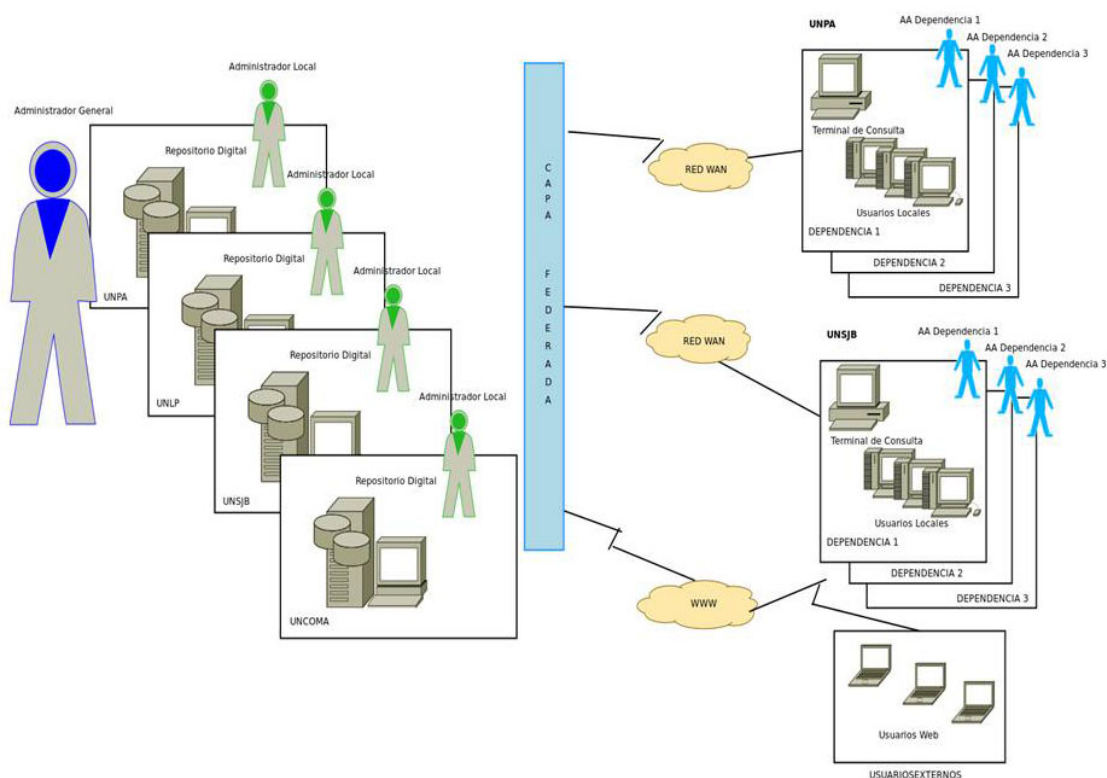 Administrador General
Administrador Local
Repositorio Digital
UNPA
Administrador Local
Repositorio Digital
UNLP
Administrador Local
Repositorio Digital
UNSJB
Administrador Local
Repositorio Digital
UNCOMA
CAPA FEDERADA
RED WAN
RED WAN
WWW
UNPA
AA Dependencia 1
AA Dependencia 2
AA Dependencia 3
Terminal de Consulta
Usuarios Locales
DEPENDENCIA 1
DEPENDENCIA 2
DEPENDENCIA 3
UNSJB
AA Dependencia 1
AA Dependencia 2
AA Dependencia 3
Terminal de Consulta
Usuarios Locales
DEPENDENCIA 1
DEPENDENCIA 2
DEPENDENCIA 3
Usuarios Web
USUARIOSEXTERNOS